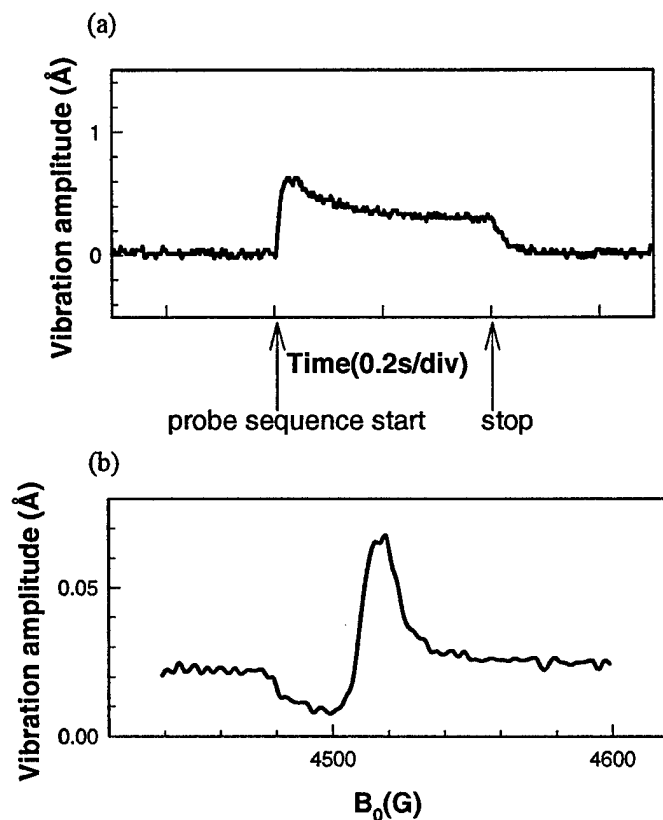 (a)
Vibration amplitude (Å)
1
0
Time(0.2s/div)
probe sequence start stop
(b)
Vibration amplitude (Å)
0.05
0.00
4500 4600
B₀(G)